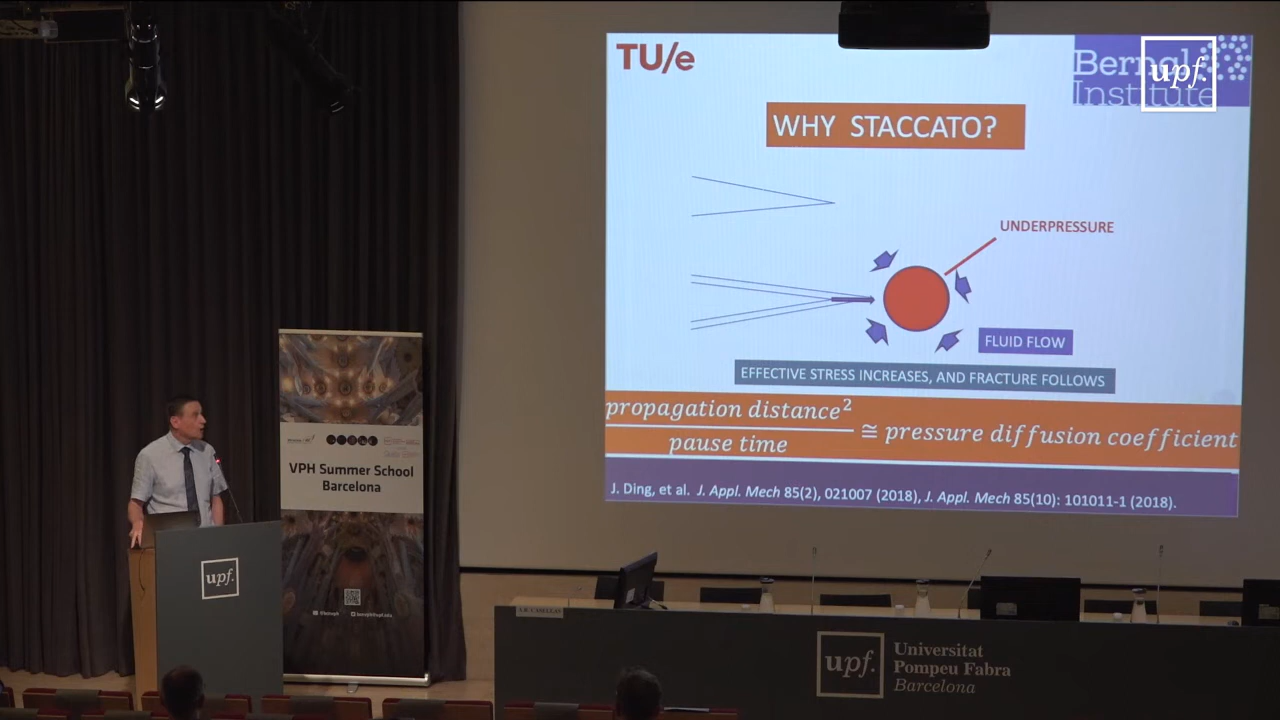 TU/e
Bernal
Institute
upf.
WHY STACCATO?
UNDERPRESSURE
FLUID FLOW
EFFECTIVE STRESS INCREASES, AND FRACTURE FOLLOWS
propagation distance²
pause time
≅ pressure diffusion coefficient
J. Ding, et al. J. Appl. Mech 85(2), 021007 (2018), J. Appl. Mech 85(10): 101011-1 (2018).
VPH Summer School
Barcelona
upf.
upf.
Universitat
Pompeu Fabra
Barcelona